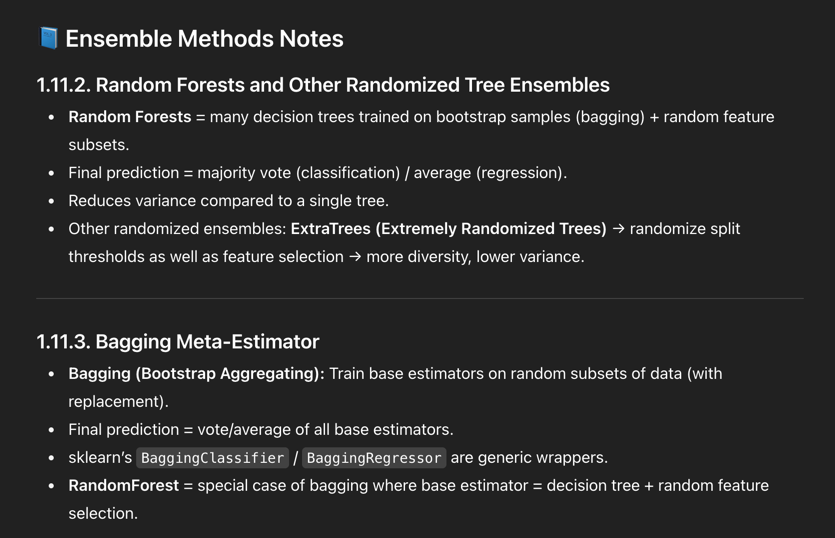 📘 Ensemble Methods Notes
1.11.2. Random Forests and Other Randomized Tree Ensembles
• Random Forests = many decision trees trained on bootstrap samples (bagging) + random feature
subsets.
• Final prediction = majority vote (classification) / average (regression).
• Reduces variance compared to a single tree.
• Other randomized ensembles: ExtraTrees (Extremely Randomized Trees) → randomize split
thresholds as well as feature selection → more diversity, lower variance.
1.11.3. Bagging Meta-Estimator
• Bagging (Bootstrap Aggregating): Train base estimators on random subsets of data (with
replacement).
• Final prediction = vote/average of all base estimators.
• sklearn’s BaggingClassifier / BaggingRegressor are generic wrappers.
• RandomForest = special case of bagging where base estimator = decision tree + random feature
selection.